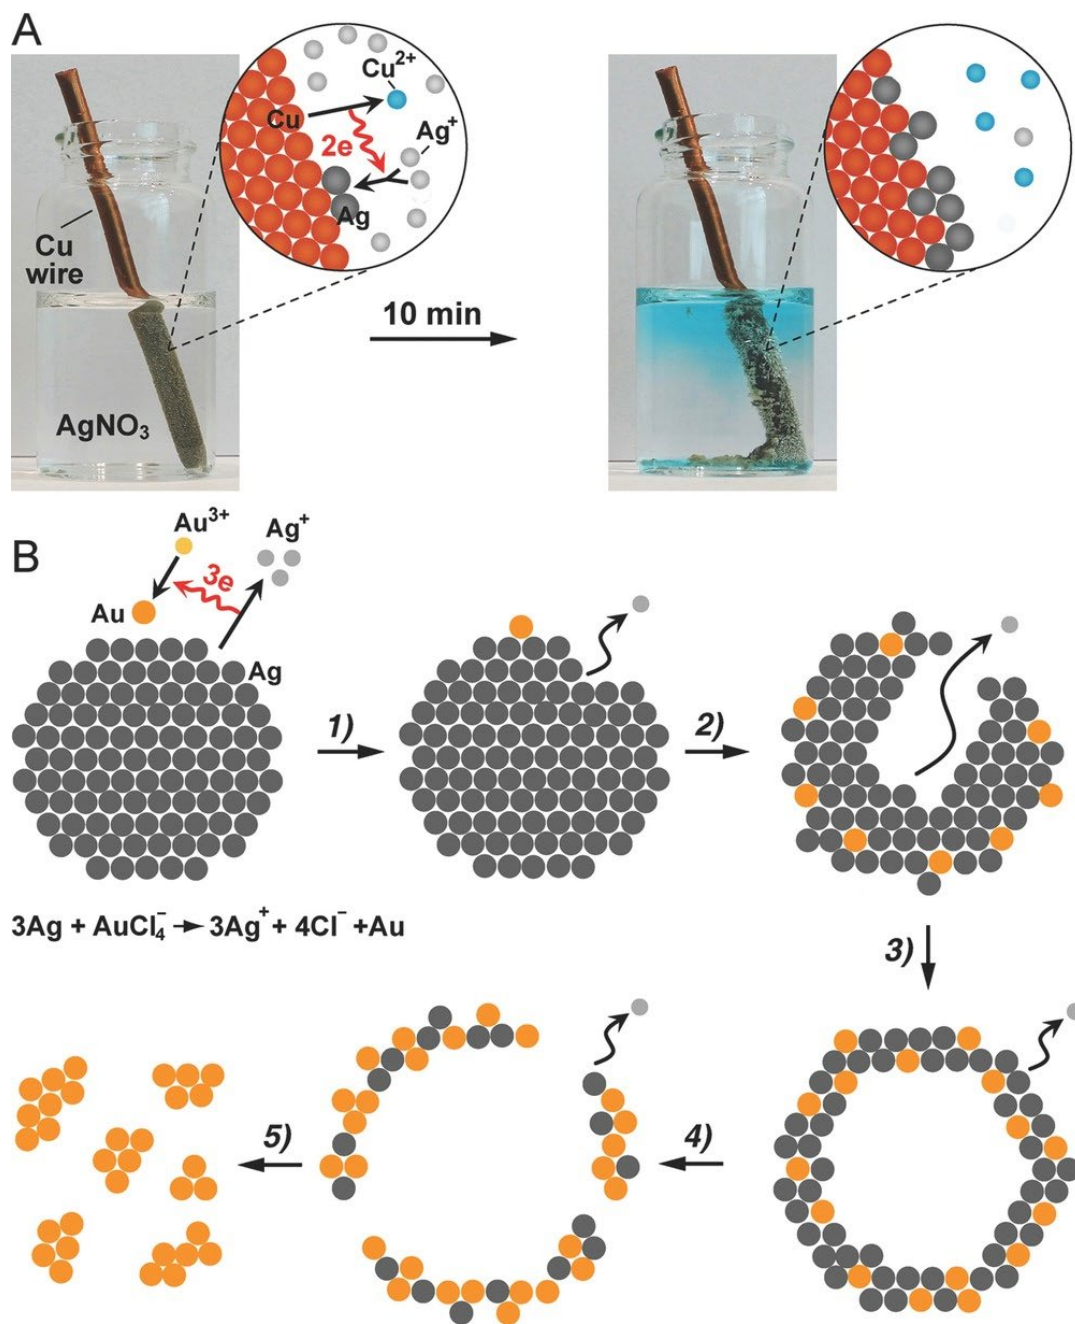 A
Cu²⁺
Cu
Ag⁺
2e
Ag
Cu
wire
10 min
AgNO₃
B
Au³⁺
Ag⁺
3e
Au
Ag
1)
2)
3Ag + AuCl₄⁻ → 3Ag⁺ + 4Cl⁻ +Au
3)
5)
4)